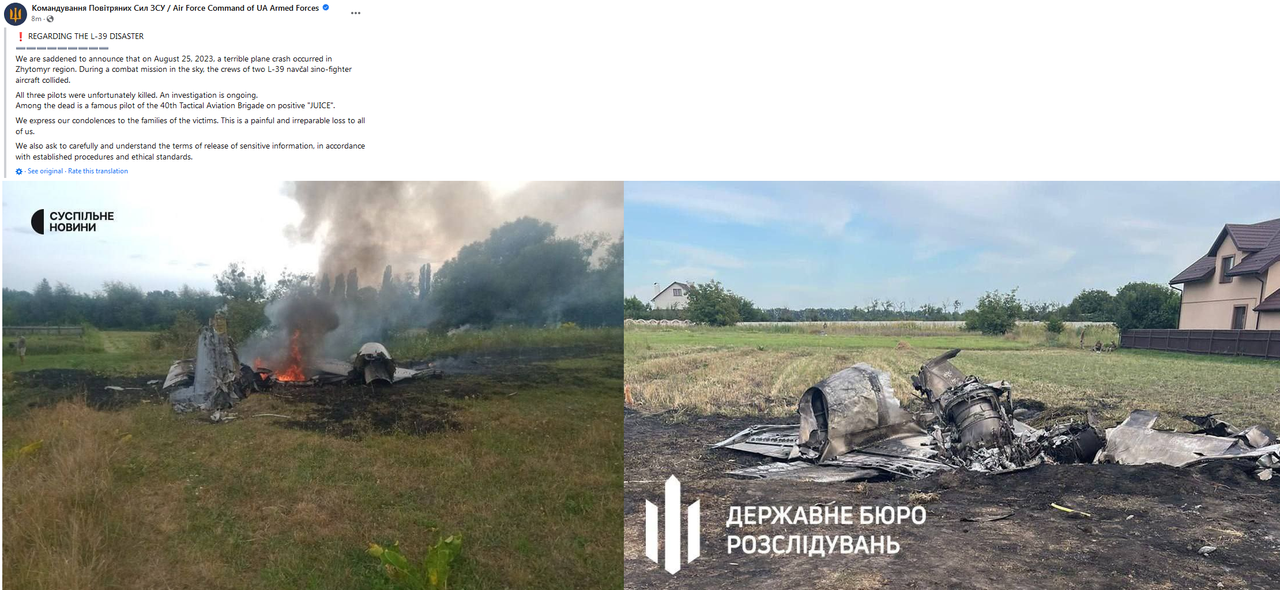 Командування Повітряних Сил ЗСУ / Air Force Command of UA Armed Forces
8m ·
❗ REGARDING THE L-39 DISASTER
We are saddened to announce that on August 25, 2023, a terrible plane crash occurred in
Zhytomyr region. During a combat mission in the sky, the crews of two L-39 navčal šino-fighter
aircraft collided.
All three pilots were unfortunately killed. An investigation is ongoing.
Among the dead is a famous pilot of the 40th Tactical Aviation Brigade on positive "JUICE".
We express our condolences to the families of the victims. This is a painful and irreparable loss to all
of us.
We also ask to carefully and understand the terms of release of sensitive information, in accordance
with established procedures and ethical standards.
· See original · Rate this translation
СУСПІЛЬНЕ
НОВИНИ
ДЕРЖАВНЕ БЮРО
РОЗСЛІДУВАНЬ